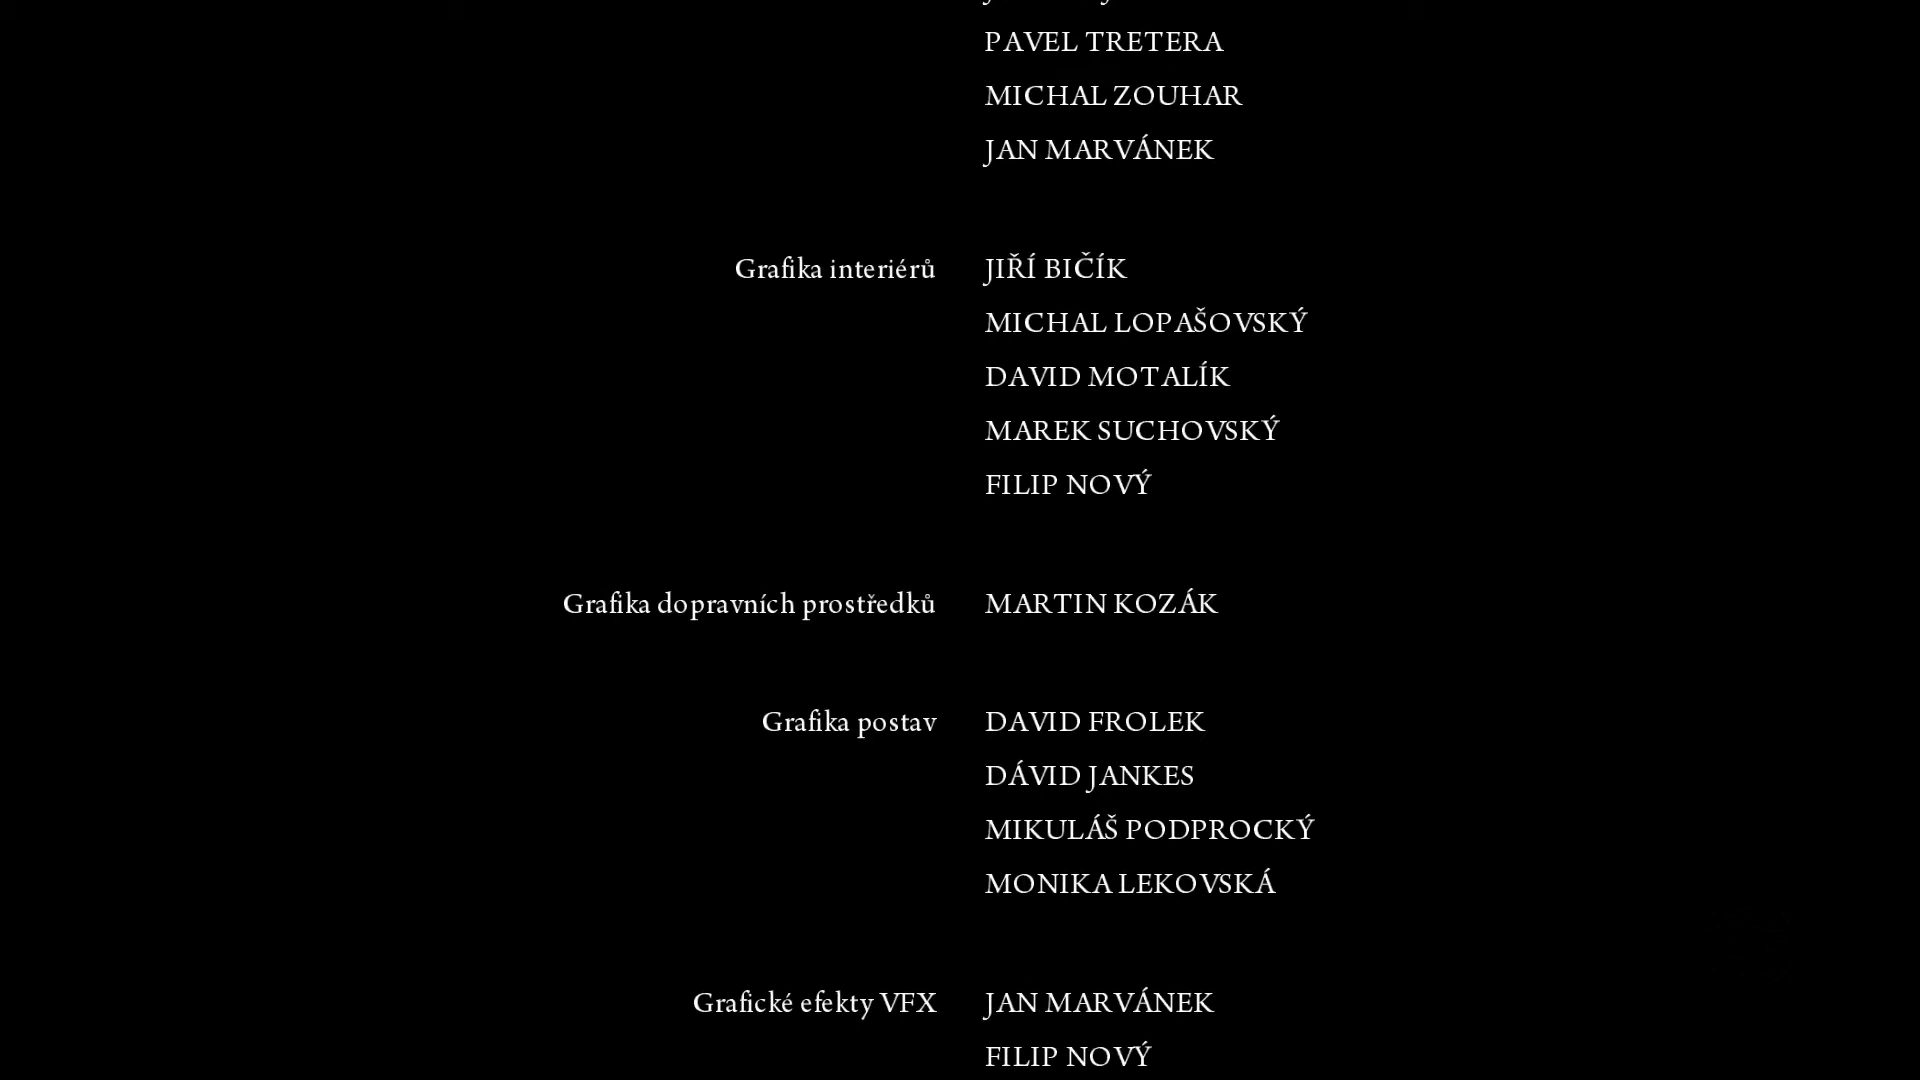 PAVEL TRETERA
MICHAL ZOUHAR
JAN MARVÁNEK
Grafika interiérů JIŘÍ BIČÍK
MICHAL LOPAŠOVSKÝ
DAVID MOTALÍK
MAREK SUCHOVSKÝ
FILIP NOVÝ
Grafika dopravních prostředků MARTIN KOZÁK
Grafika postav DAVID FROLEK
DÁVID JANKES
MIKULÁŠ PODPROCKÝ
MONIKA LEKOVSKÁ
Grafické efekty VFX JAN MARVÁNEK
FILIP NOVÝ